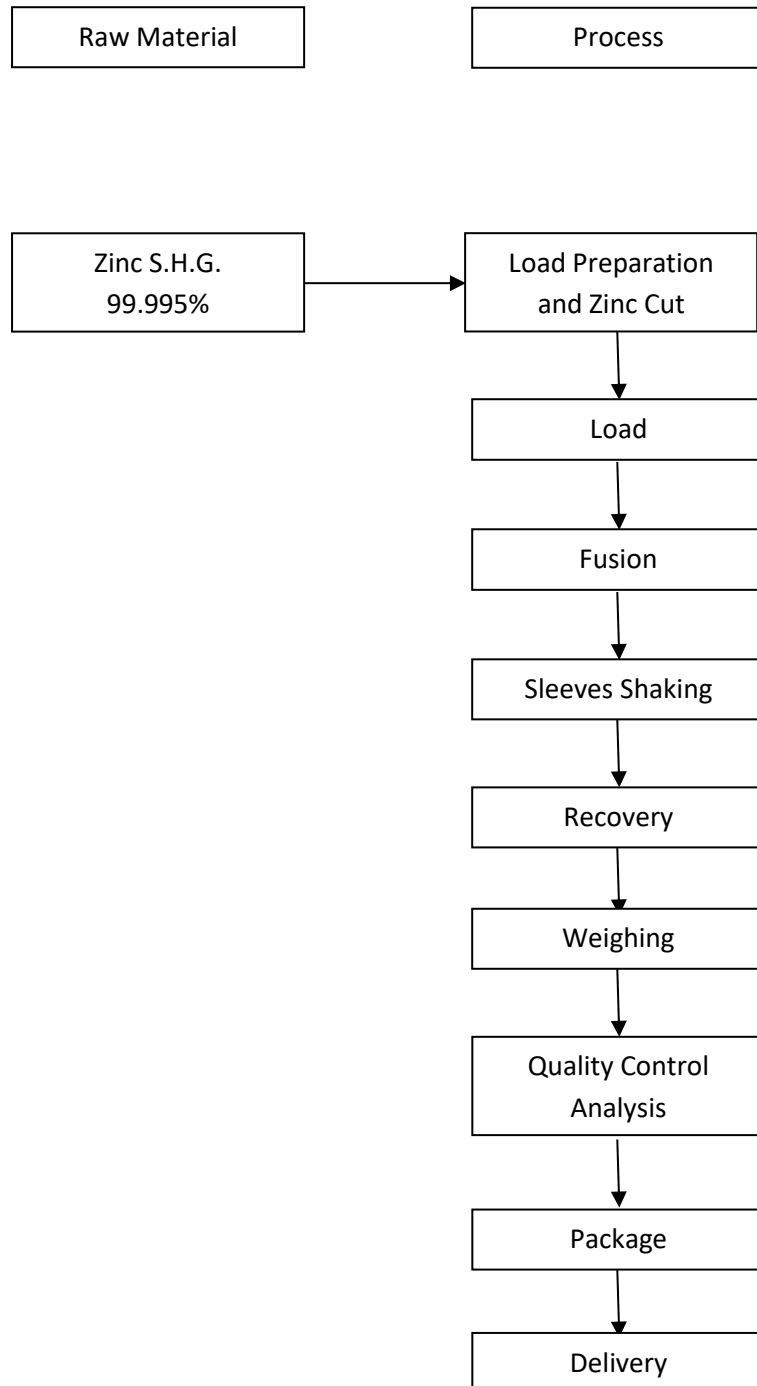 Raw Material
Process
Zinc S.H.G.
99.995%
Load Preparation
and Zinc Cut
Load
Fusion
Sleeves Shaking
Recovery
Weighing
Quality Control
Analysis
Package
Delivery